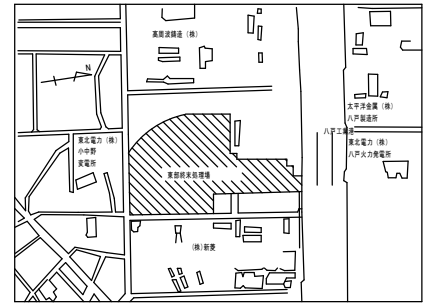 高周波鋳造（株）
N
太平洋金属（株）
八戸製造所
八戸工業港
東北電力（株）
八戸火力発電所
東北電力（株）
小中野
変電所
東部終末処理場
（株）新菱